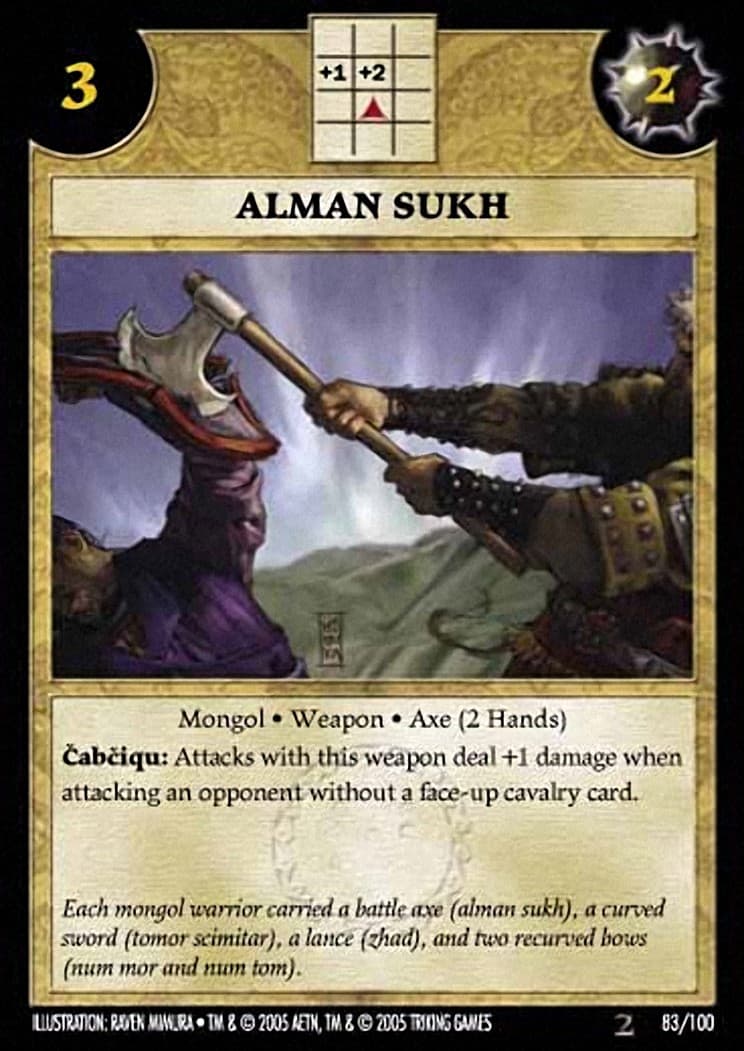 3
+1 +2
2
ALMAN SUKH
Mongol • Weapon • Axe (2 Hands)
Čabčiqu: Attacks with this weapon deal +1 damage when
attacking an opponent without a face-up cavalry card.
Each mongol warrior carried a battle axe (alman sukh), a curved
sword (tomor scimitar), a lance (zhad), and two recurved bows
(num mor and num tom).
ILLUSTRATION: RAVEN MIMURA • TM & © 2005 AETN, TM & © 2005 TRIKING GAMES
2 83/100